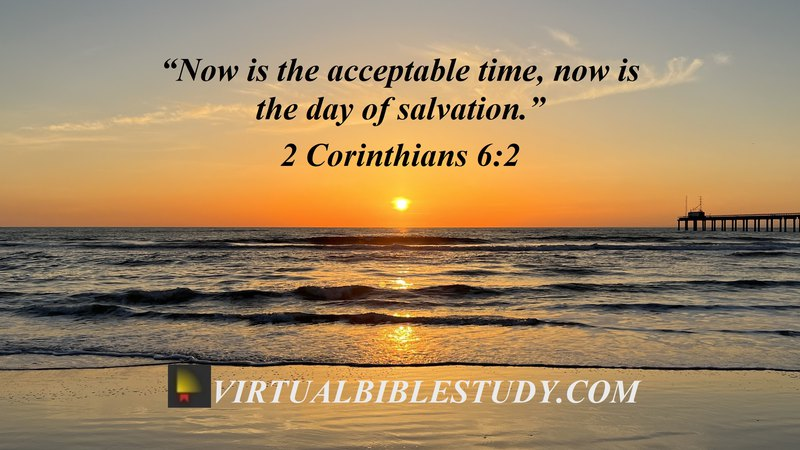 “Now is the acceptable time, now is
the day of salvation.”
2 Corinthians 6:2
VIRTUALBIBLESTUDY.COM